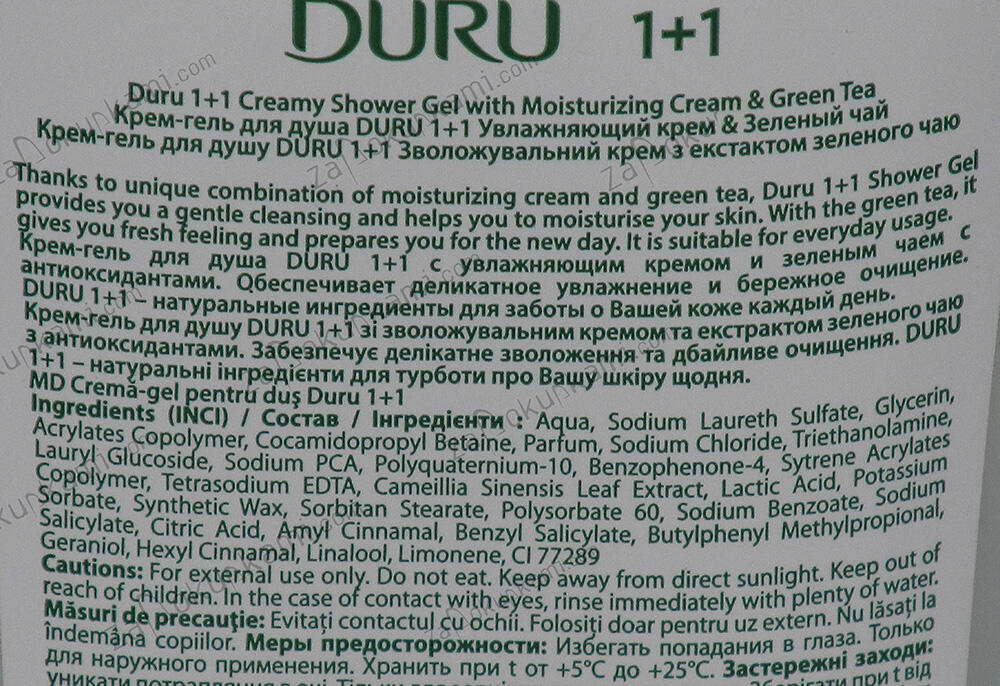 DURU 1+1
Duru 1+1 Creamy Shower Gel with Moisturizing Cream & Green Tea
Крем-гель для душа DURU 1+1 Увлажняющий крем & Зеленый чай
Крем-гель для душу DURU 1+1 Зволожувальний крем з екстактом зеленого чаю
Thanks to unique combination of moisturizing cream and green tea, Duru 1+1 Shower Gel
provides you a gentle cleansing and helps you to moisturise your skin. With the green tea, it
gives you fresh feeling and prepares you for the new day. It is suitable for everyday usage.
Крем-гель для душа DURU 1+1 с увлажняющим кремом и зеленым чаем с
антиоксидантами. Обеспечивает деликатное увлажнение и бережное очищение.
DURU 1+1 – натуральные ингредиенты для заботы о Вашей коже каждый день.
Крем-гель для душу DURU 1+1 зі зволожувальним кремом та екстрактом зеленого чаю
з антиоксидантами. Забезпечує делікатне зволоження та дбайливе очищення. DURU
1+1 – натуральні інгредієнти для турботи про Вашу шкіру щодня.
MD Cremă-gel pentru duş Duru 1+1
Ingredients (INCI) / Состав / Інгредієнти : Aqua, Sodium Laureth Sulfate, Glycerin,
Acrylates Copolymer, Cocamidopropyl Betaine, Parfum, Sodium Chloride, Triethanolamine,
Lauryl Glucoside, Sodium PCA, Polyquaternium-10, Benzophenone-4, Sytrene Acrylates
Copolymer, Tetrasodium EDTA, Cameillia Sinensis Leaf Extract, Lactic Acid, Potassium
Sorbate, Synthetic Wax, Sorbitan Stearate, Polysorbate 60, Sodium Benzoate, Sodium
Salicylate, Citric Acid, Amyl Cinnamal, Benzyl Salicylate, Butylphenyl Methylpropional,
Geraniol, Hexyl Cinnamal, Linalool, Limonene, CI 77289
Cautions: For external use only. Do not eat. Keep away from direct sunlight. Keep out of
reach of children. In the case of contact with eyes, rinse immediately with plenty of water.
Măsuri de precauţie: Evitaţi contactul cu ochii. Folosiţi doar pentru uz extern. Nu lăsaţi la
îndemâna copiilor. Меры предосторожности: Избегать попадания в глаза. Только
для наружного применения. Хранить при t от +5°C до +25°C. Застережні заходи:
уникати потрапляння в очі. Тільки для при t від